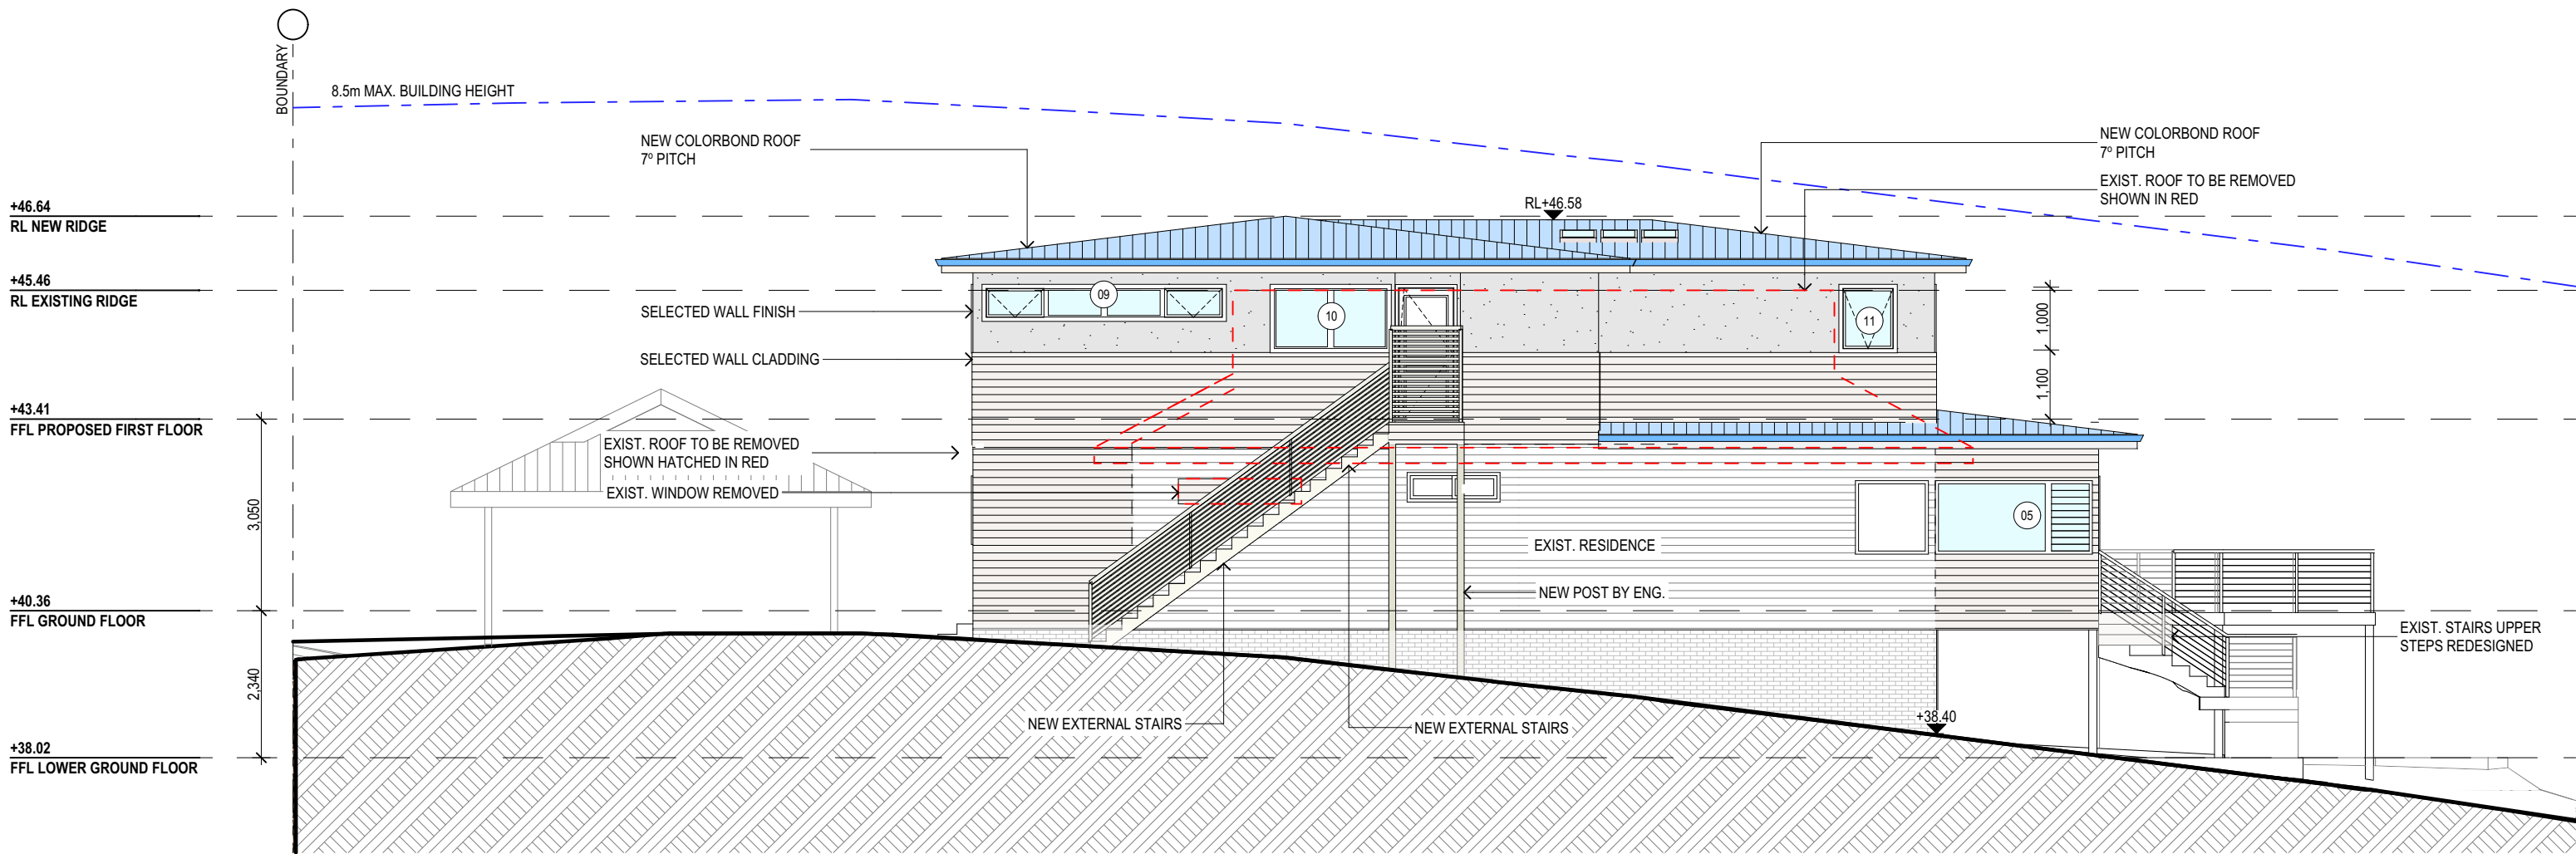 BOUNDARY
8.5m MAX. BUILDING HEIGHT
NEW COLORBOND ROOF
7º PITCH
NEW COLORBOND ROOF
7º PITCH
EXIST. ROOF TO BE REMOVED
SHOWN IN RED
+46.64
RL NEW RIDGE
RL+46.58
+45.46
RL EXISTING RIDGE
09
10
11
SELECTED WALL FINISH
1,000
SELECTED WALL CLADDING
1,100
+43.41
FFL PROPOSED FIRST FLOOR
EXIST. ROOF TO BE REMOVED
SHOWN HATCHED IN RED
EXIST. WINDOW REMOVED
3,050
05
EXIST. RESIDENCE
NEW POST BY ENG.
+40.36
FFL GROUND FLOOR
EXIST. STAIRS UPPER
STEPS REDESIGNED
2,340
NEW EXTERNAL STAIRS
NEW EXTERNAL STAIRS
+38.40
+38.02
FFL LOWER GROUND FLOOR